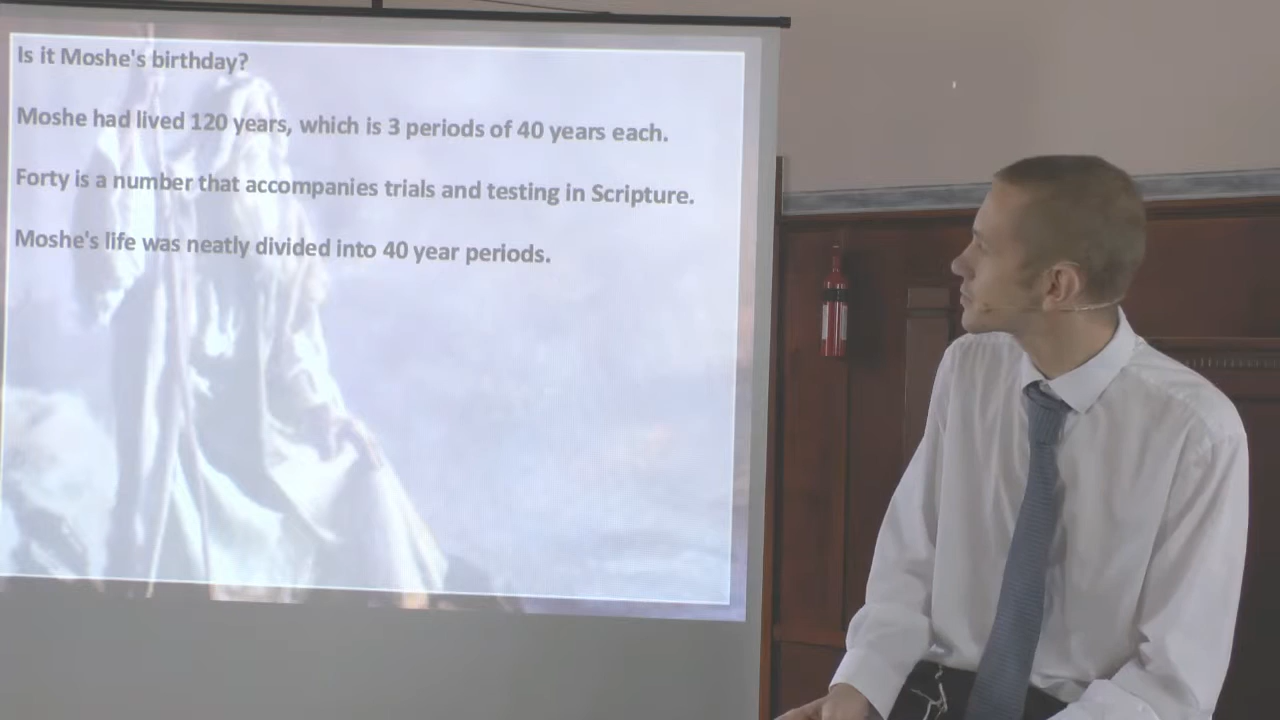 Is it Moshe's birthday?
Moshe had lived 120 years, which is 3 periods of 40 years each.
Forty is a number that accompanies trials and testing in Scripture.
Moshe's life was neatly divided into 40 year periods.